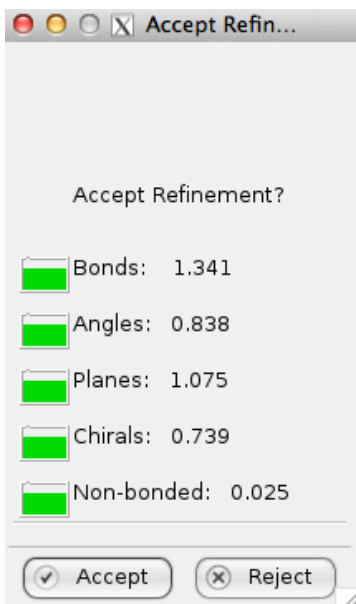 Accept Refin...
Accept Refinement?
Bonds: 1.341
Angles: 0.838
Planes: 1.075
Chirals: 0.739
Non-bonded: 0.025
Accept Reject